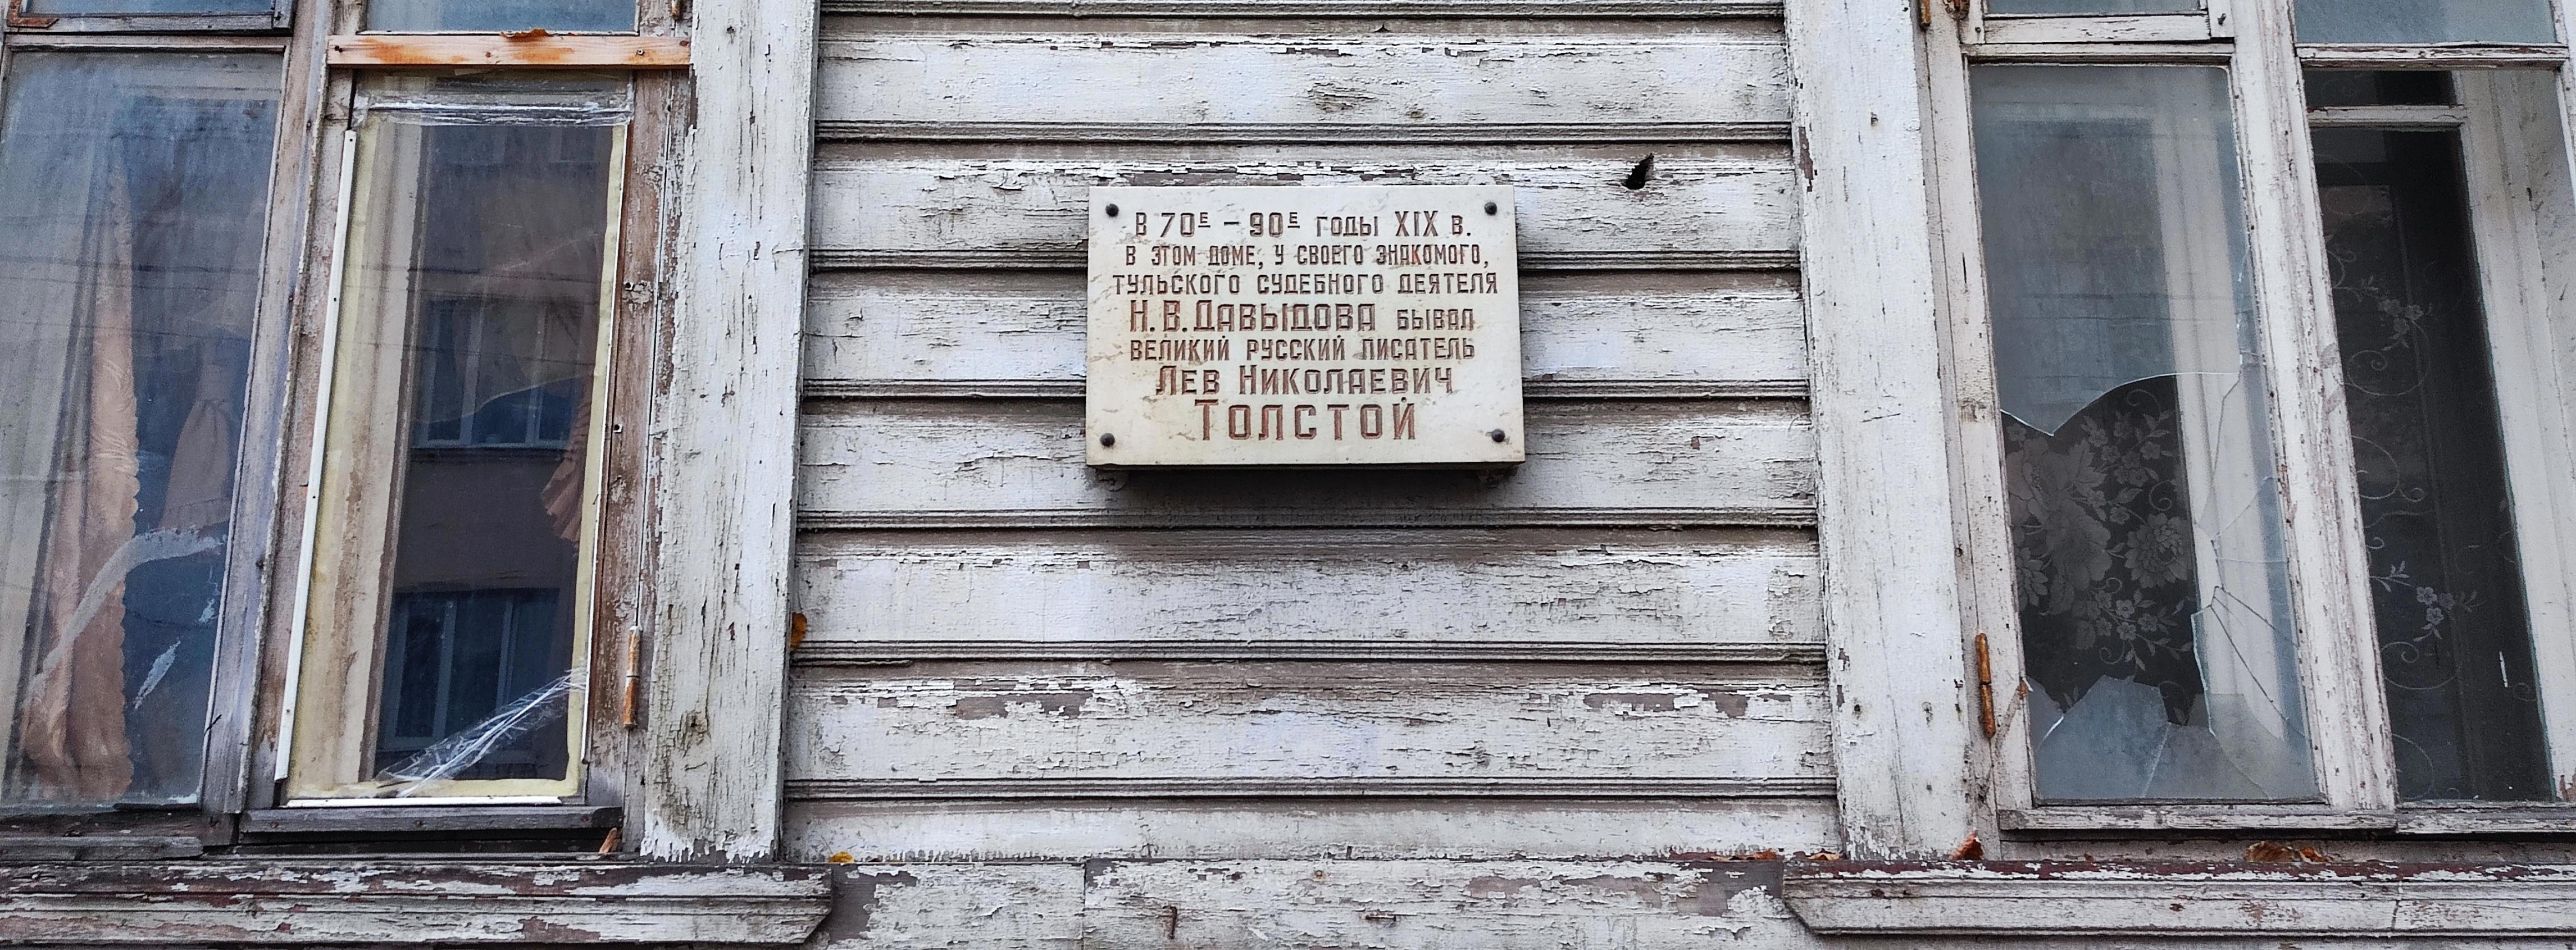 В 70Е – 90Е ГОДЫ XIX В.
В ЭТОМ ДОМЕ, У СВОЕГО ЗНАКОМОГО,
ТУЛЬСКОГО СУДЕБНОГО ДЕЯТЕЛЯ
Н. В. ДАВЫДОВА БЫВАЛ
ВЕЛИКИЙ РУССКИЙ ПИСАТЕЛЬ
ЛЕВ НИКОЛАЕВИЧ
ТОЛСТОЙ